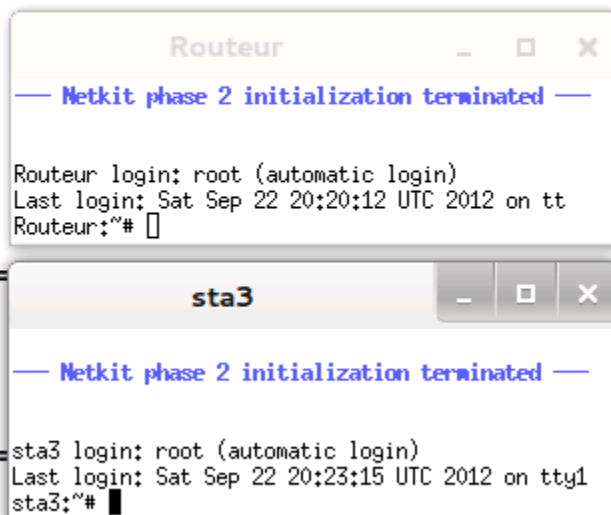 Routeur
— Netkit phase 2 initialization terminated —
Routeur login: root (automatic login)
Last login: Sat Sep 22 20:20:12 UTC 2012 on tt
Routeur:~#
sta3
— Netkit phase 2 initialization terminated —
sta3 login: root (automatic login)
Last login: Sat Sep 22 20:23:15 UTC 2012 on tty1
sta3:~#